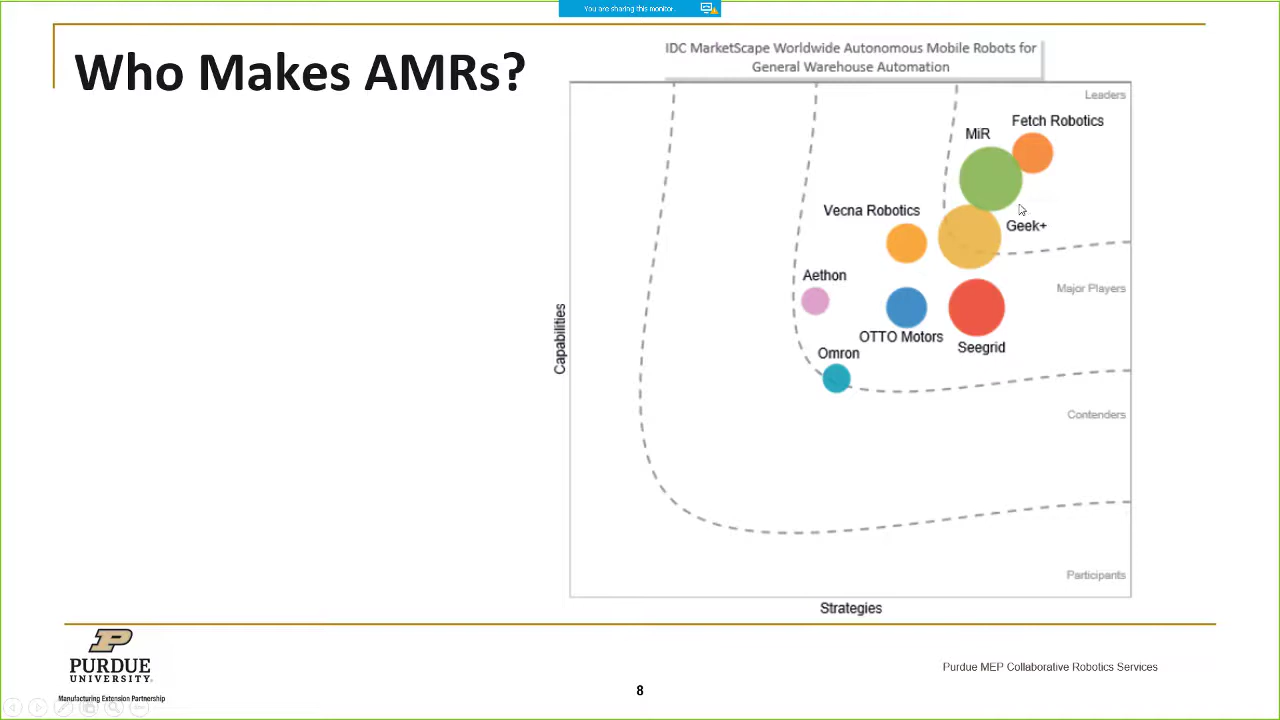 You are sharing this monitor.
Who Makes AMRs?
IDC MarketScape Worldwide Autonomous Mobile Robots for
General Warehouse Automation
Leaders
Fetch Robotics
MiR
Vecna Robotics
Geek+
Aethon
Major Players
OTTO Motors
Seegrid
Omron
Capabilities
Contenders
Participants
Strategies
P
PURDUE
UNIVERSITY
Manufacturing Extension Partnership
8
Purdue MEP Collaborative Robotics Services